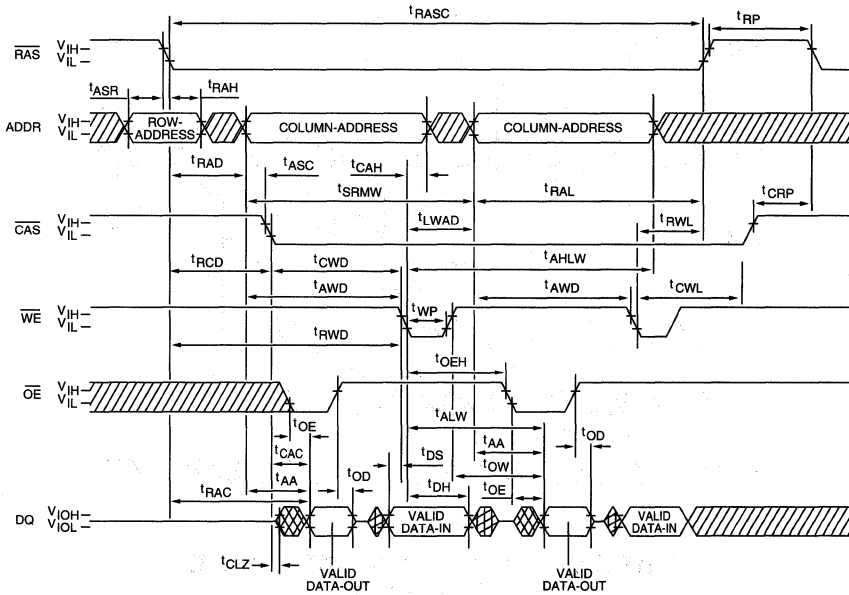 tRASC
tRP
RAS
VIH
VIL
tASR
tRAH
ADDR
VIH
VIL
ROW-
ADDRESS
COLUMN-ADDRESS
COLUMN-ADDRESS
tRAD
tASC
tCAH
tSRMW
tRAL
tCRP
CAS
VIH
VIL
tLWAD
tRWL
tRCD
tCWD
tAHLW
tAWD
tAWD
tCWL
WE
VIH
VIL
tWP
tRWD
tOEH
OE
VIH
VIL
tALW
tOE
tCAC
tDS
tAA
tOD
tAA
tOD
tOW
tRAC
tDH
tOE
DQ
VIOH
VIOL
VALID
DATA-IN
VALID
DATA-IN
tCLZ
VALID
DATA-OUT
VALID
DATA-OUT